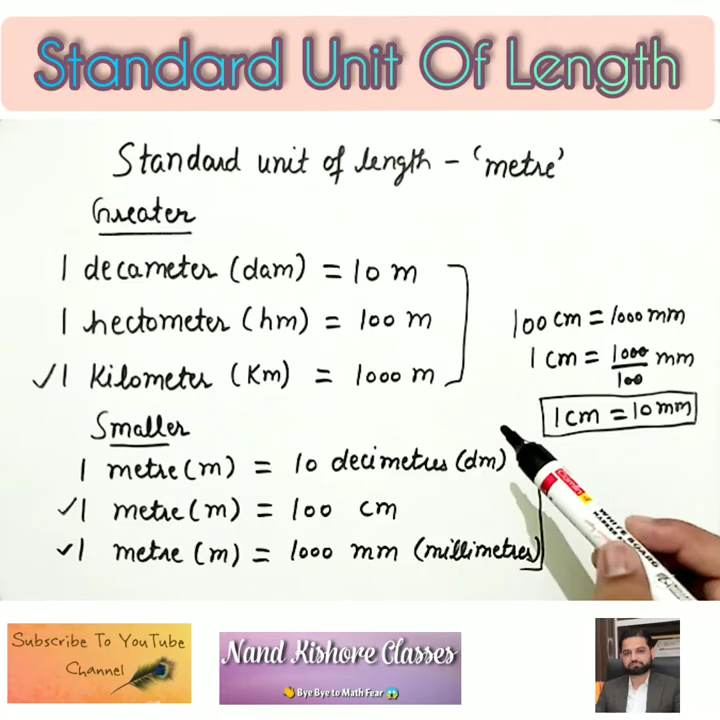 Standard Unit Of Length
Standard unit of length - 'metre'
Greater
1 decameter (dam) = 10 m
1 hectometer (hm) = 100 m
✓1 Kilometer (Km) = 1000 m
100 cm = 1000 mm
1 cm = 1000/100 mm
1 cm = 10 mm
Smaller
1 metre (m) = 10 decimetres (dm)
✓1 metre (m) = 100 cm
✓1 metre (m) = 1000 mm (millimetres)
Camlin
WHITE BOARD
Subscribe To YouTube
Channel
Nand Kishore Classes
👋 Bye Bye to Math Fear 😱